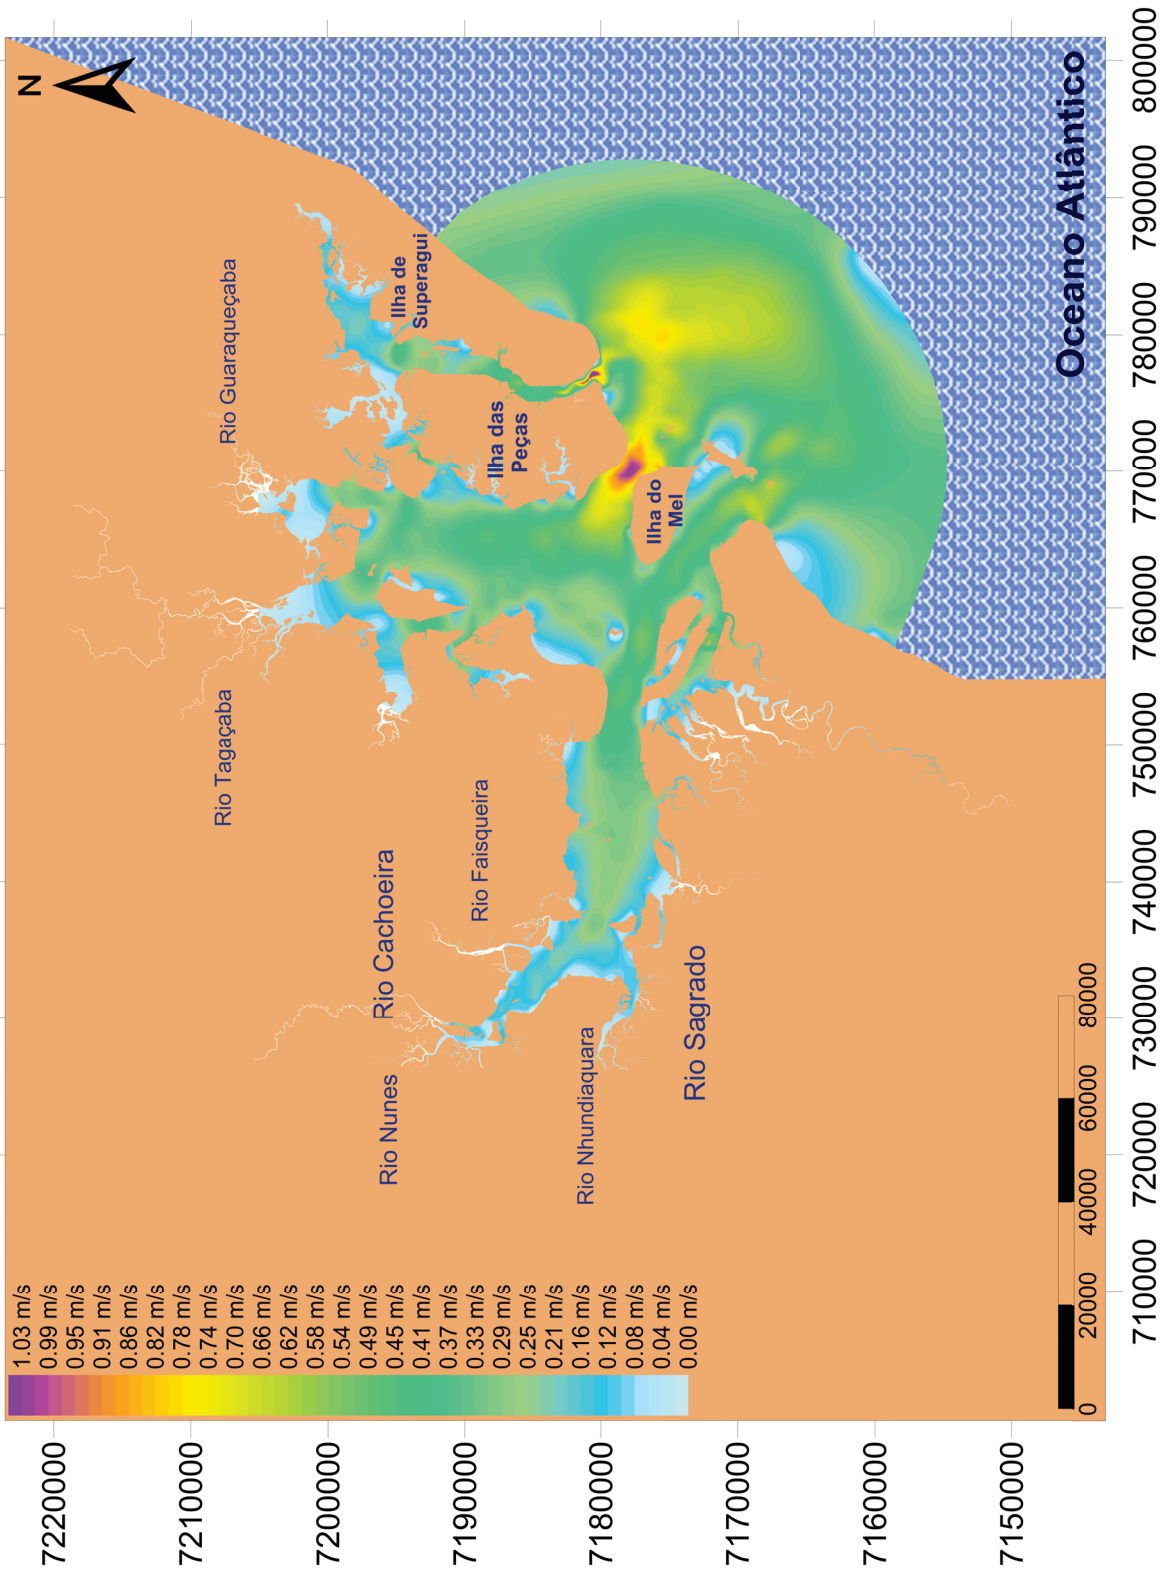 N
1.03 m/s
0.99 m/s
0.95 m/s
0.91 m/s
0.86 m/s
0.82 m/s
0.78 m/s
0.74 m/s
0.70 m/s
0.66 m/s
0.62 m/s
0.58 m/s
0.54 m/s
0.49 m/s
0.45 m/s
0.41 m/s
0.37 m/s
0.33 m/s
0.29 m/s
0.25 m/s
0.21 m/s
0.16 m/s
0.12 m/s
0.08 m/s
0.04 m/s
0.00 m/s
Rio Nunes
Rio Cachoeira
Rio Faisqueira
Rio Tagaçaba
Rio Guaraqueçaba
Ilha de
Superagui
Ilha das
Peças
Ilha do
Mel
Rio Nhundiaquara
Rio Sagrado
Oceano Atlântico
0 20000 40000 60000 80000
7220000
7210000
7200000
7190000
7180000
7170000
7160000
7150000
710000 720000 730000 740000 750000 760000 770000 780000 790000 800000